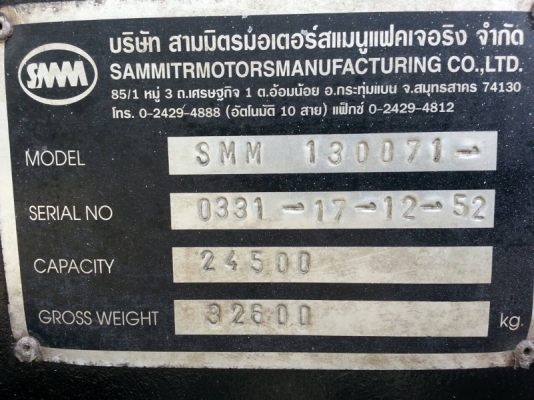 SMM
บริษัท สามมิตรมอเตอร์สแมนูแฟคเจอริง จำกัด
SAMMITRMOTORSMANUFACTURING CO.,LTD.
85/1 หมู่ 3 ถ.เศรษฐกิจ 1 ต.อ้อมน้อย อ.กระทุ่มแบน จ.สมุทรสาคร 74130
โทร. 0-2429-4888 (อัตโนมัติ 10 สาย) แฟ็กซ์ 0-2429-4812
MODEL SMM 130071-
SERIAL NO 0331-17-12-52
CAPACITY 24500
GROSS WEIGHT 32600 kg.